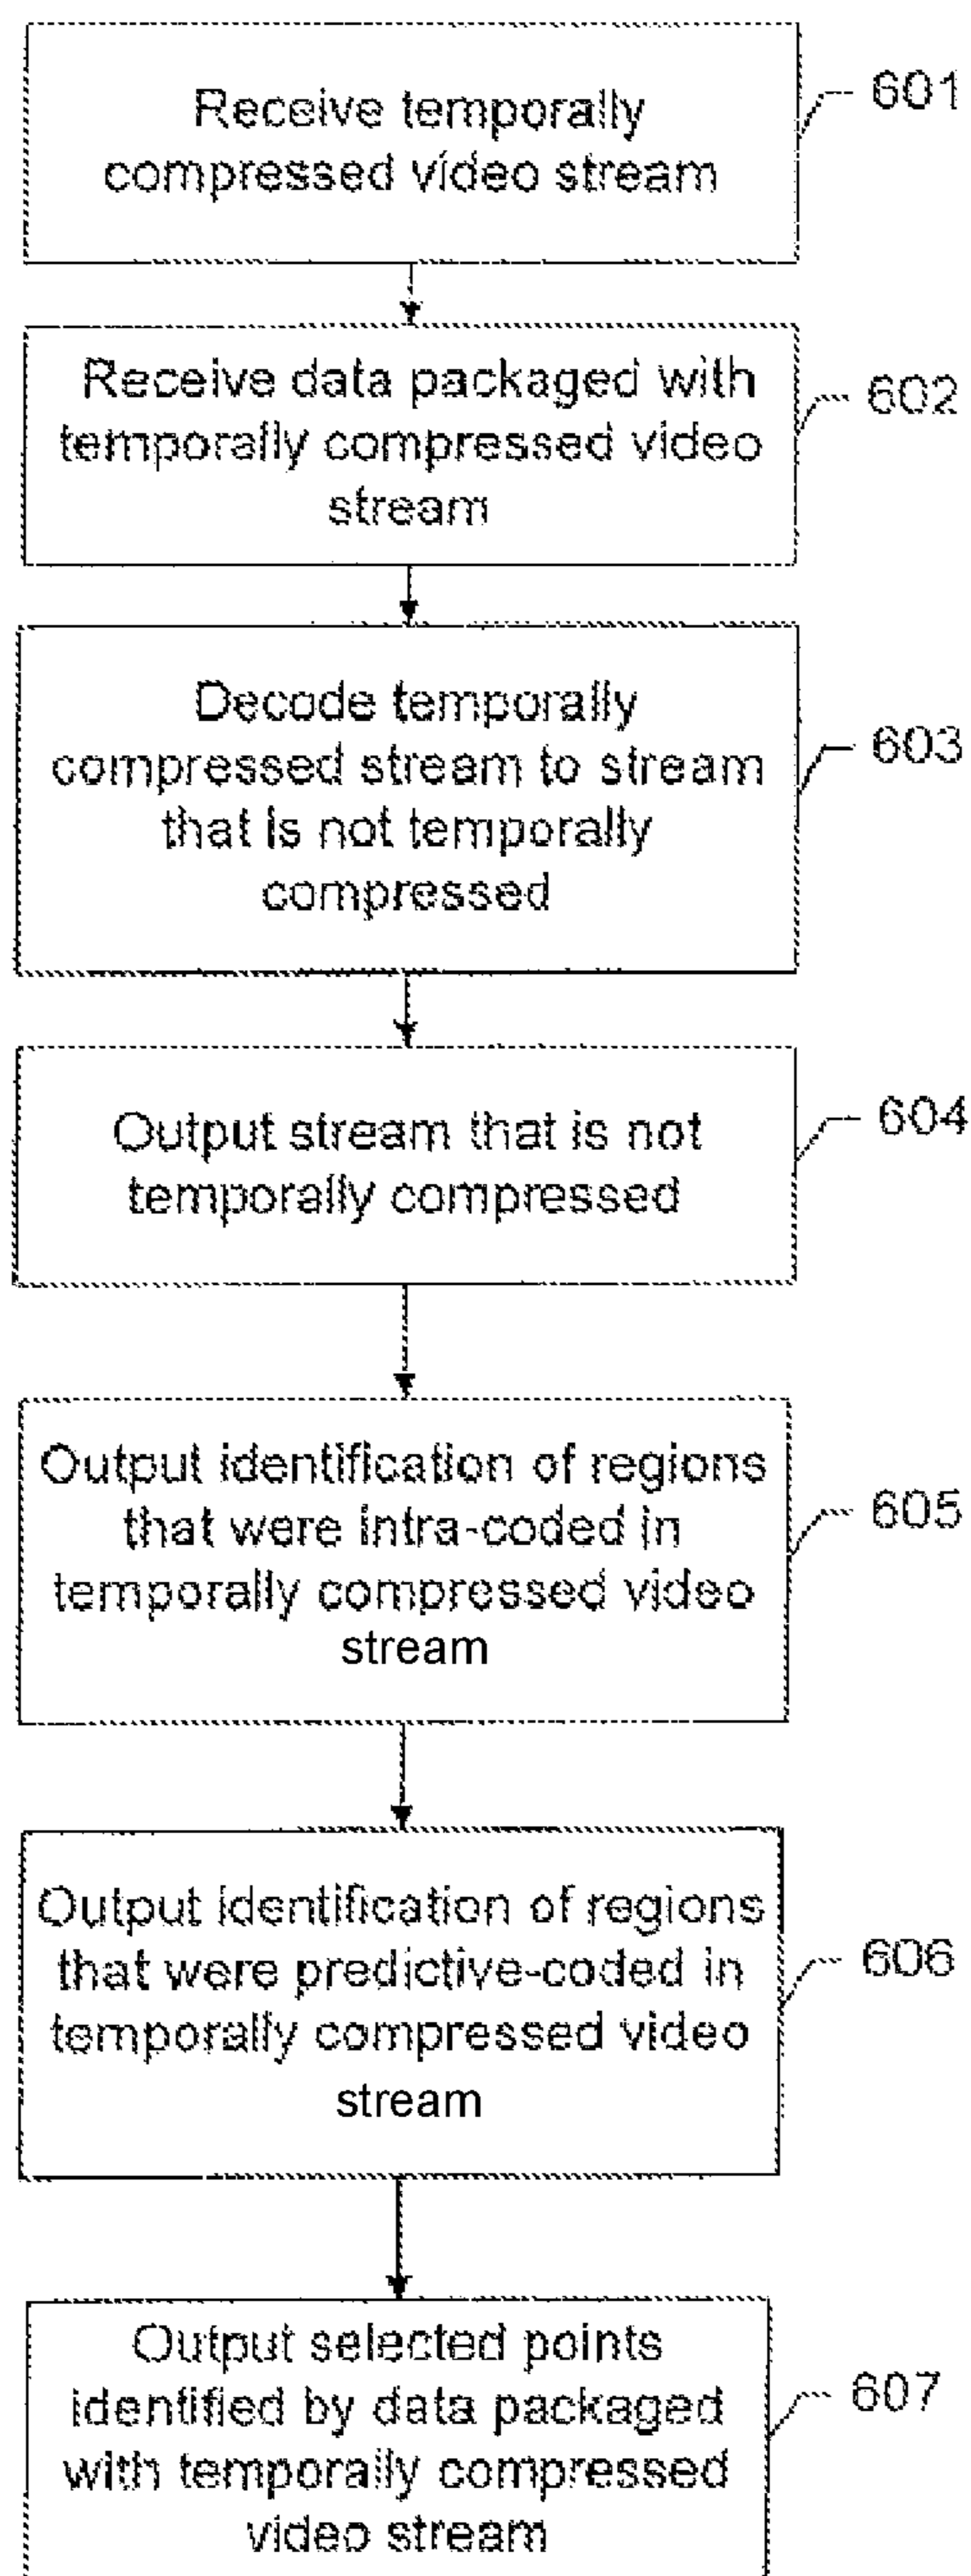 Receive temporally
compressed video stream
601
Receive data packaged with
temporally compressed video
stream
602
Decode temporally
compressed stream to stream
that is not temporally
compressed
603
Output stream that is not
temporally compressed
604
Output identification of regions
that were intra-coded in
temporally compressed video
stream
605
Output identification of regions
that were predictive-coded in
temporally compressed video
stream
606
Output selected points
identified by data packaged
with temporally compressed
video stream
607